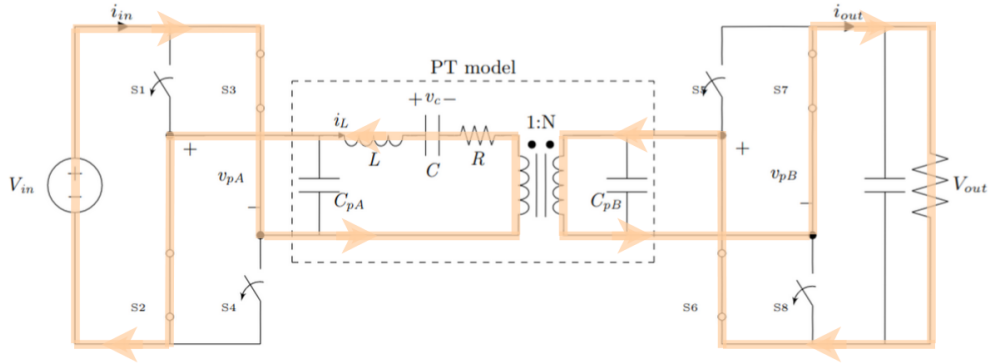 i_in
i_out
PT model
S1
S3
+ v_c −
S5
S7
i_L
1:N
+
L
C
R
+
V_in
+
−
v_pA
C_pA
C_pB
v_pB
V_out
−
−
S2
S4
S6
S8